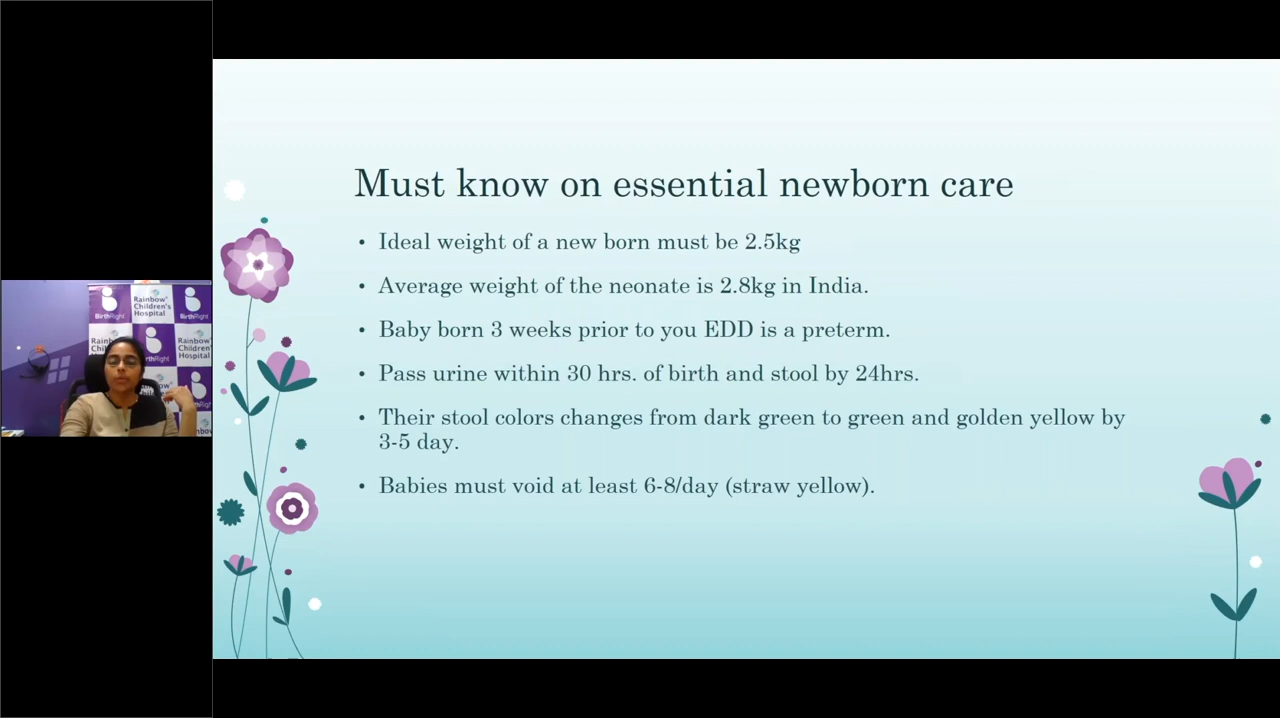 Must know on essential newborn care
• Ideal weight of a new born must be 2.5kg
• Average weight of the neonate is 2.8kg in India.
• Baby born 3 weeks prior to you EDD is a preterm.
• Pass urine within 30 hrs. of birth and stool by 24hrs.
• Their stool colors changes from dark green to green and golden yellow by
3-5 day.
• Babies must void at least 6-8/day (straw yellow).
BirthRight
Rainbow
Children's
Hospital
BirthRight
Rainbow
Children's
Hospital